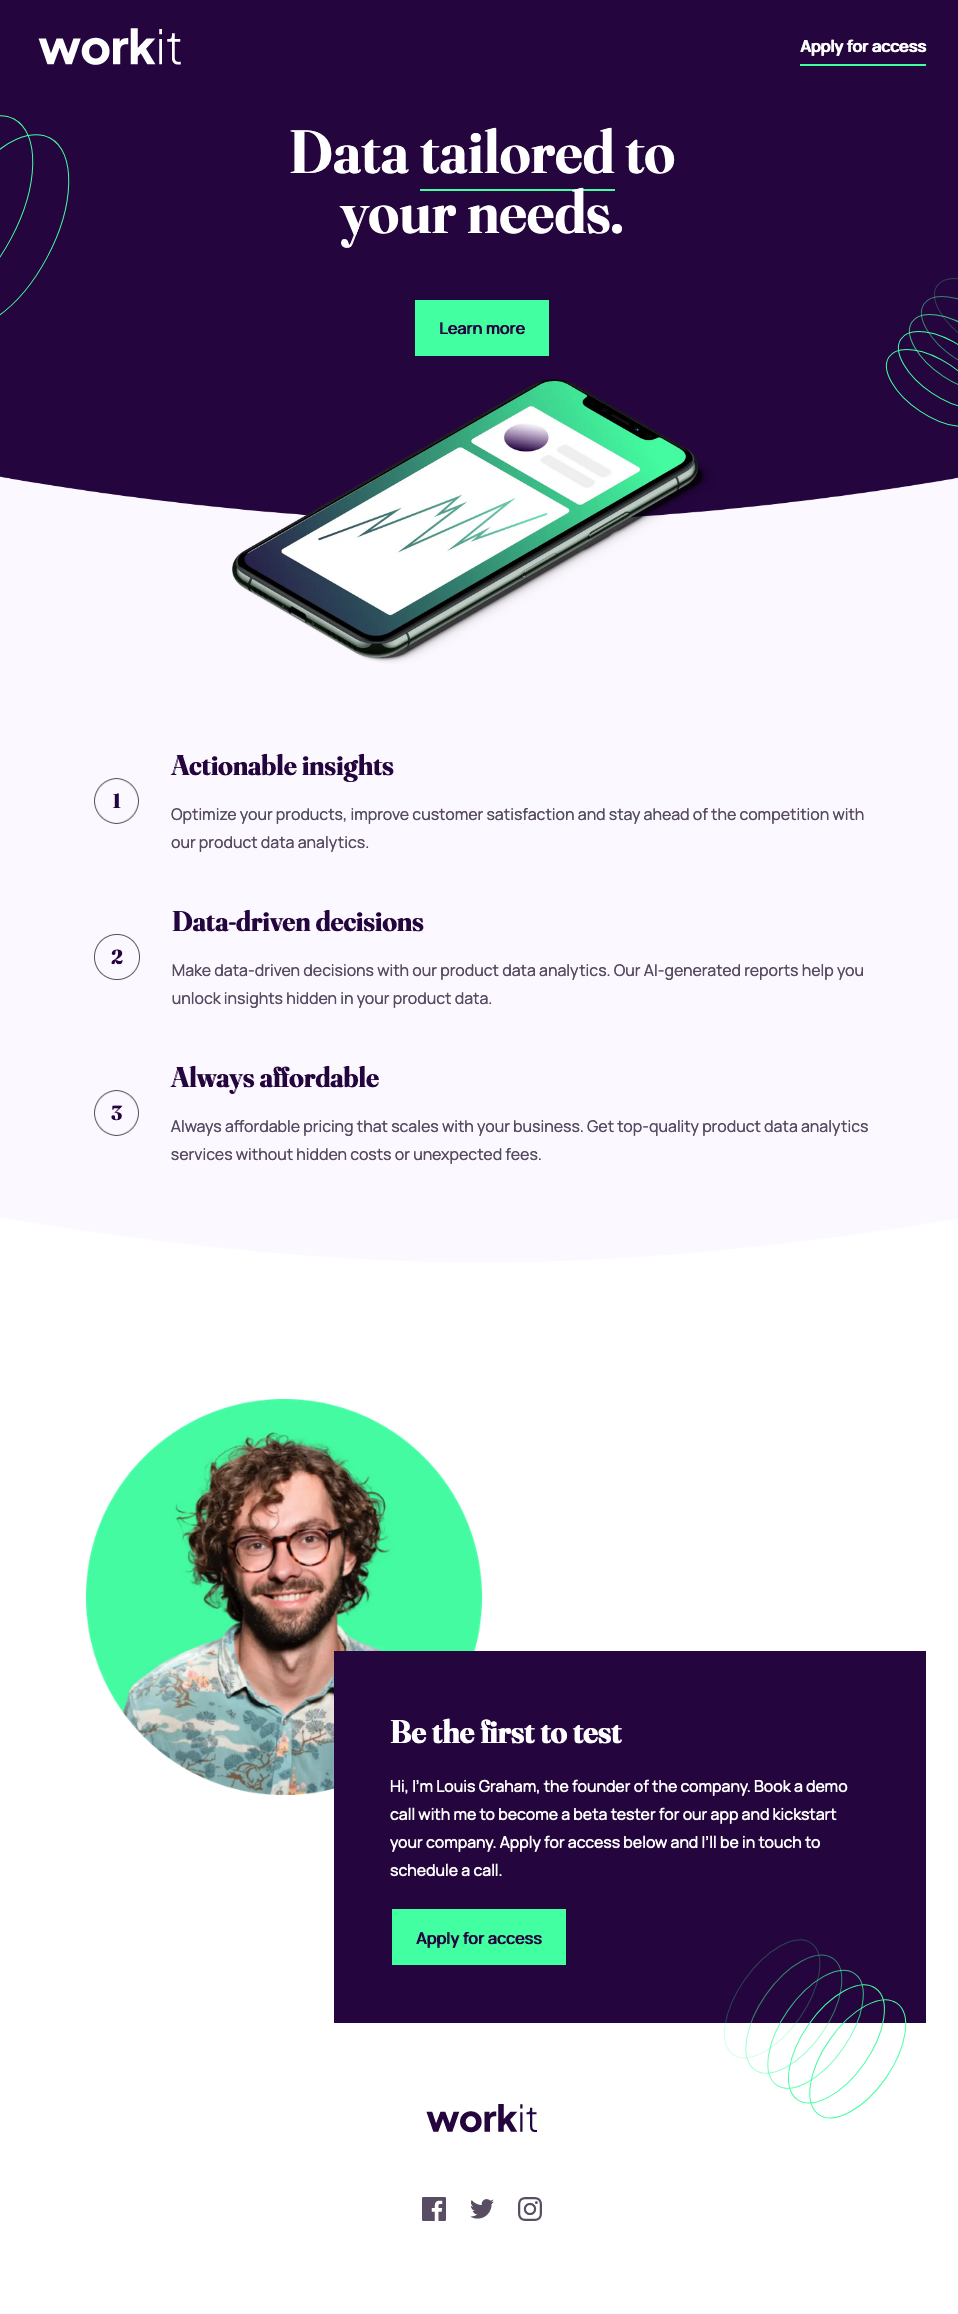 workit
Apply for access
Data tailored to
your needs.
Learn more
1
Actionable insights
Optimize your products, improve customer satisfaction and stay ahead of the competition with
our product data analytics.
2
Data-driven decisions
Make data-driven decisions with our product data analytics. Our AI-generated reports help you
unlock insights hidden in your product data.
3
Always affordable
Always affordable pricing that scales with your business. Get top-quality product data analytics
services without hidden costs or unexpected fees.
Be the first to test
Hi, I'm Louis Graham, the founder of the company. Book a demo
call with me to become a beta tester for our app and kickstart
your company. Apply for access below and I'll be in touch to
schedule a call.
Apply for access
workit